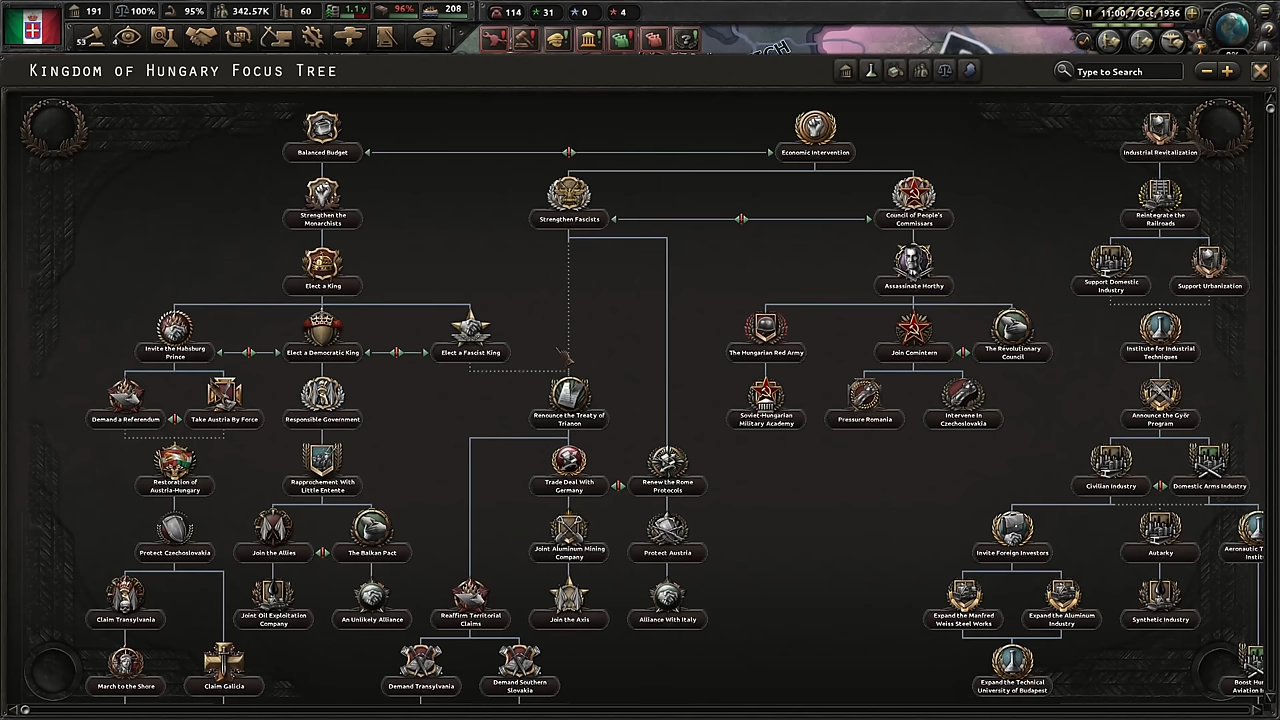 191
100%
95%
342.57K
60
1.1y
96%
208
114
31
0
4
11:00, 7 Oct, 1936
53
4
Kingdom of Hungary Focus Tree
Type to Search
Balanced Budget
Economic Intervention
Industrial Revitalization
Strengthen the
Monarchists
Strengthen Fascists
Council of People's
Commissars
Reintegrate the
Railroads
Elect a King
Assassinate Horthy
Support Domestic
Industry
Support Urbanization
Invite the Habsburg
Prince
Elect a Democratic King
Elect a Fascist King
The Hungarian Red Army
Join Comintern
The Revolutionary
Council
Institute for Industrial
Techniques
Demand a Referendum
Take Austria By Force
Responsible Government
Renounce the Treaty of
Trianon
Soviet-Hungarian
Military Academy
Pressure Romania
Intervene in
Czechoslovakia
Announce the Győr
Program
Restoration of
Austria-Hungary
Rapprochement With
Little Entente
Trade Deal With
Germany
Renew the Rome
Protocols
Civilian Industry
Domestic Arms Industry
Protect Czechoslovakia
Join the Allies
The Balkan Pact
Joint Aluminum Mining
Company
Protect Austria
Invite Foreign Investors
Autarky
Aeronautic T
Instit
Claim Transylvania
Joint Oil Exploitation
Company
An Unlikely Alliance
Reaffirm Territorial
Claims
Join the Axis
Alliance With Italy
Expand the Manfred
Weiss Steel Works
Expand the Aluminum
Industry
Synthetic Industry
March to the Shore
Claim Galicia
Demand Transylvania
Demand Southern
Slovakia
Expand the Technical
University of Budapest
Boost Hun
Aviation I